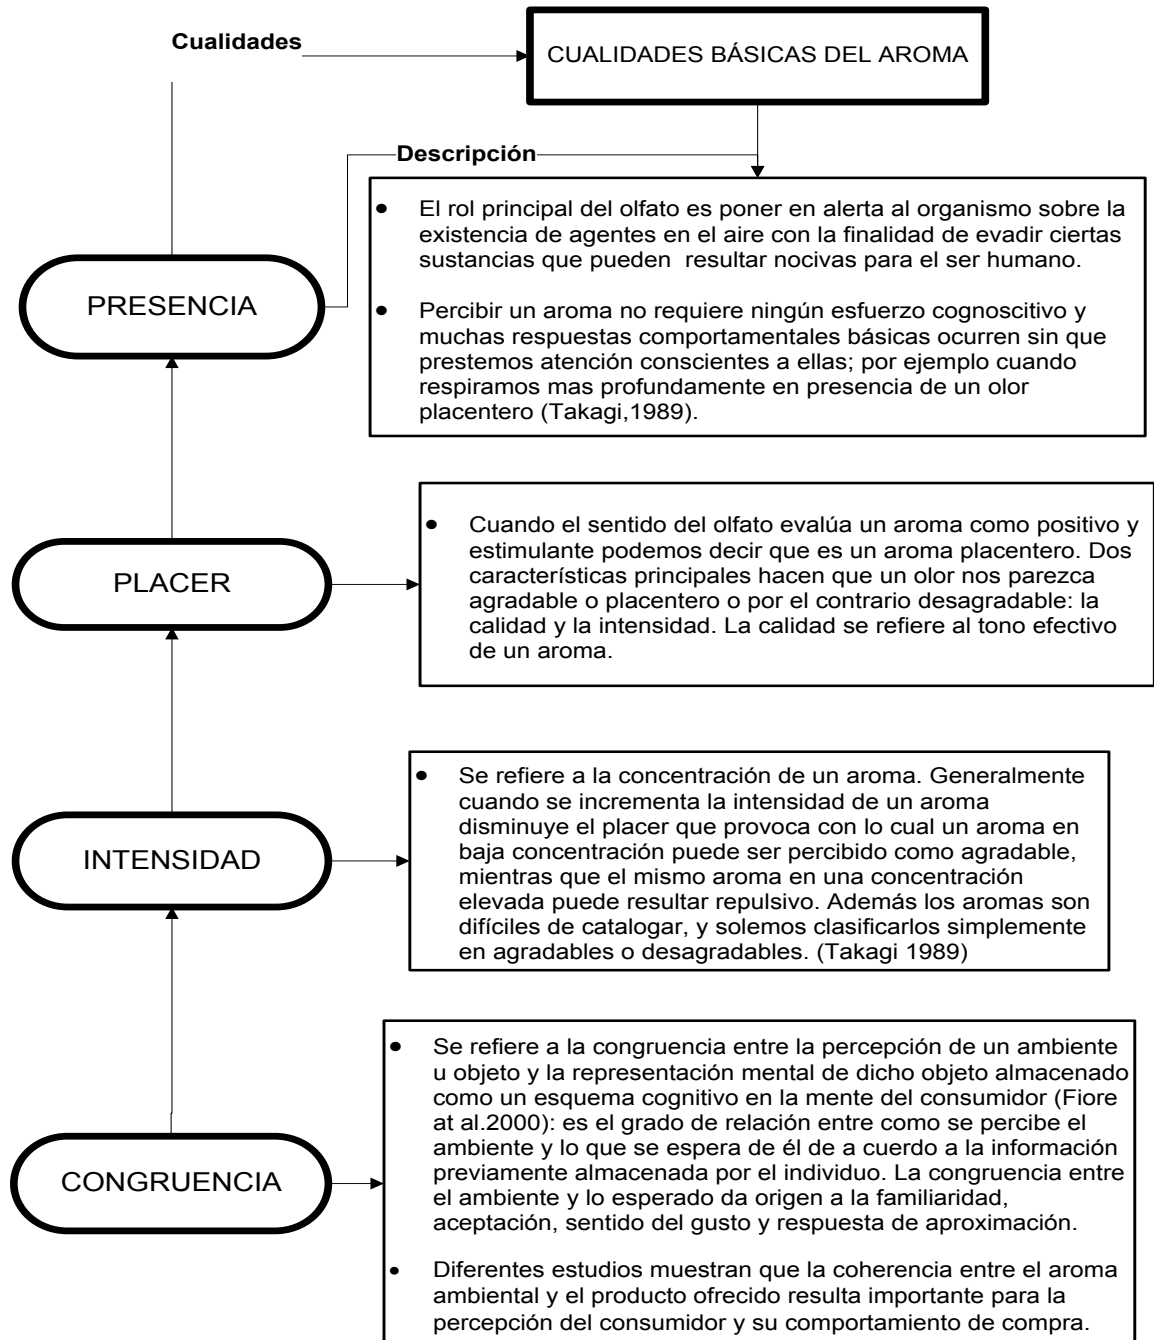 Cualidades
CUALIDADES BÁSICAS DEL AROMA
Descripción
PRESENCIA
• El rol principal del olfato es poner en alerta al organismo sobre la
existencia de agentes en el aire con la finalidad de evadir ciertas
sustancias que pueden resultar nocivas para el ser humano.
• Percibir un aroma no requiere ningún esfuerzo cognoscitivo y
muchas respuestas comportamentales básicas ocurren sin que
prestemos atención conscientes a ellas; por ejemplo cuando
respiramos mas profundamente en presencia de un olor
placentero (Takagi,1989).
PLACER
• Cuando el sentido del olfato evalúa un aroma como positivo y
estimulante podemos decir que es un aroma placentero. Dos
características principales hacen que un olor nos parezca
agradable o placentero o por el contrario desagradable: la
calidad y la intensidad. La calidad se refiere al tono efectivo
de un aroma.
INTENSIDAD
• Se refiere a la concentración de un aroma. Generalmente
cuando se incrementa la intensidad de un aroma
disminuye el placer que provoca con lo cual un aroma en
baja concentración puede ser percibido como agradable,
mientras que el mismo aroma en una concentración
elevada puede resultar repulsivo. Además los aromas son
difíciles de catalogar, y solemos clasificarlos simplemente
en agradables o desagradables. (Takagi 1989)
CONGRUENCIA
• Se refiere a la congruencia entre la percepción de un ambiente
u objeto y la representación mental de dicho objeto almacenado
como un esquema cognitivo en la mente del consumidor (Fiore
at al.2000): es el grado de relación entre como se percibe el
ambiente y lo que se espera de él de a cuerdo a la información
previamente almacenada por el individuo. La congruencia entre
el ambiente y lo esperado da origen a la familiaridad,
aceptación, sentido del gusto y respuesta de aproximación.
• Diferentes estudios muestran que la coherencia entre el aroma
ambiental y el producto ofrecido resulta importante para la
percepción del consumidor y su comportamiento de compra.